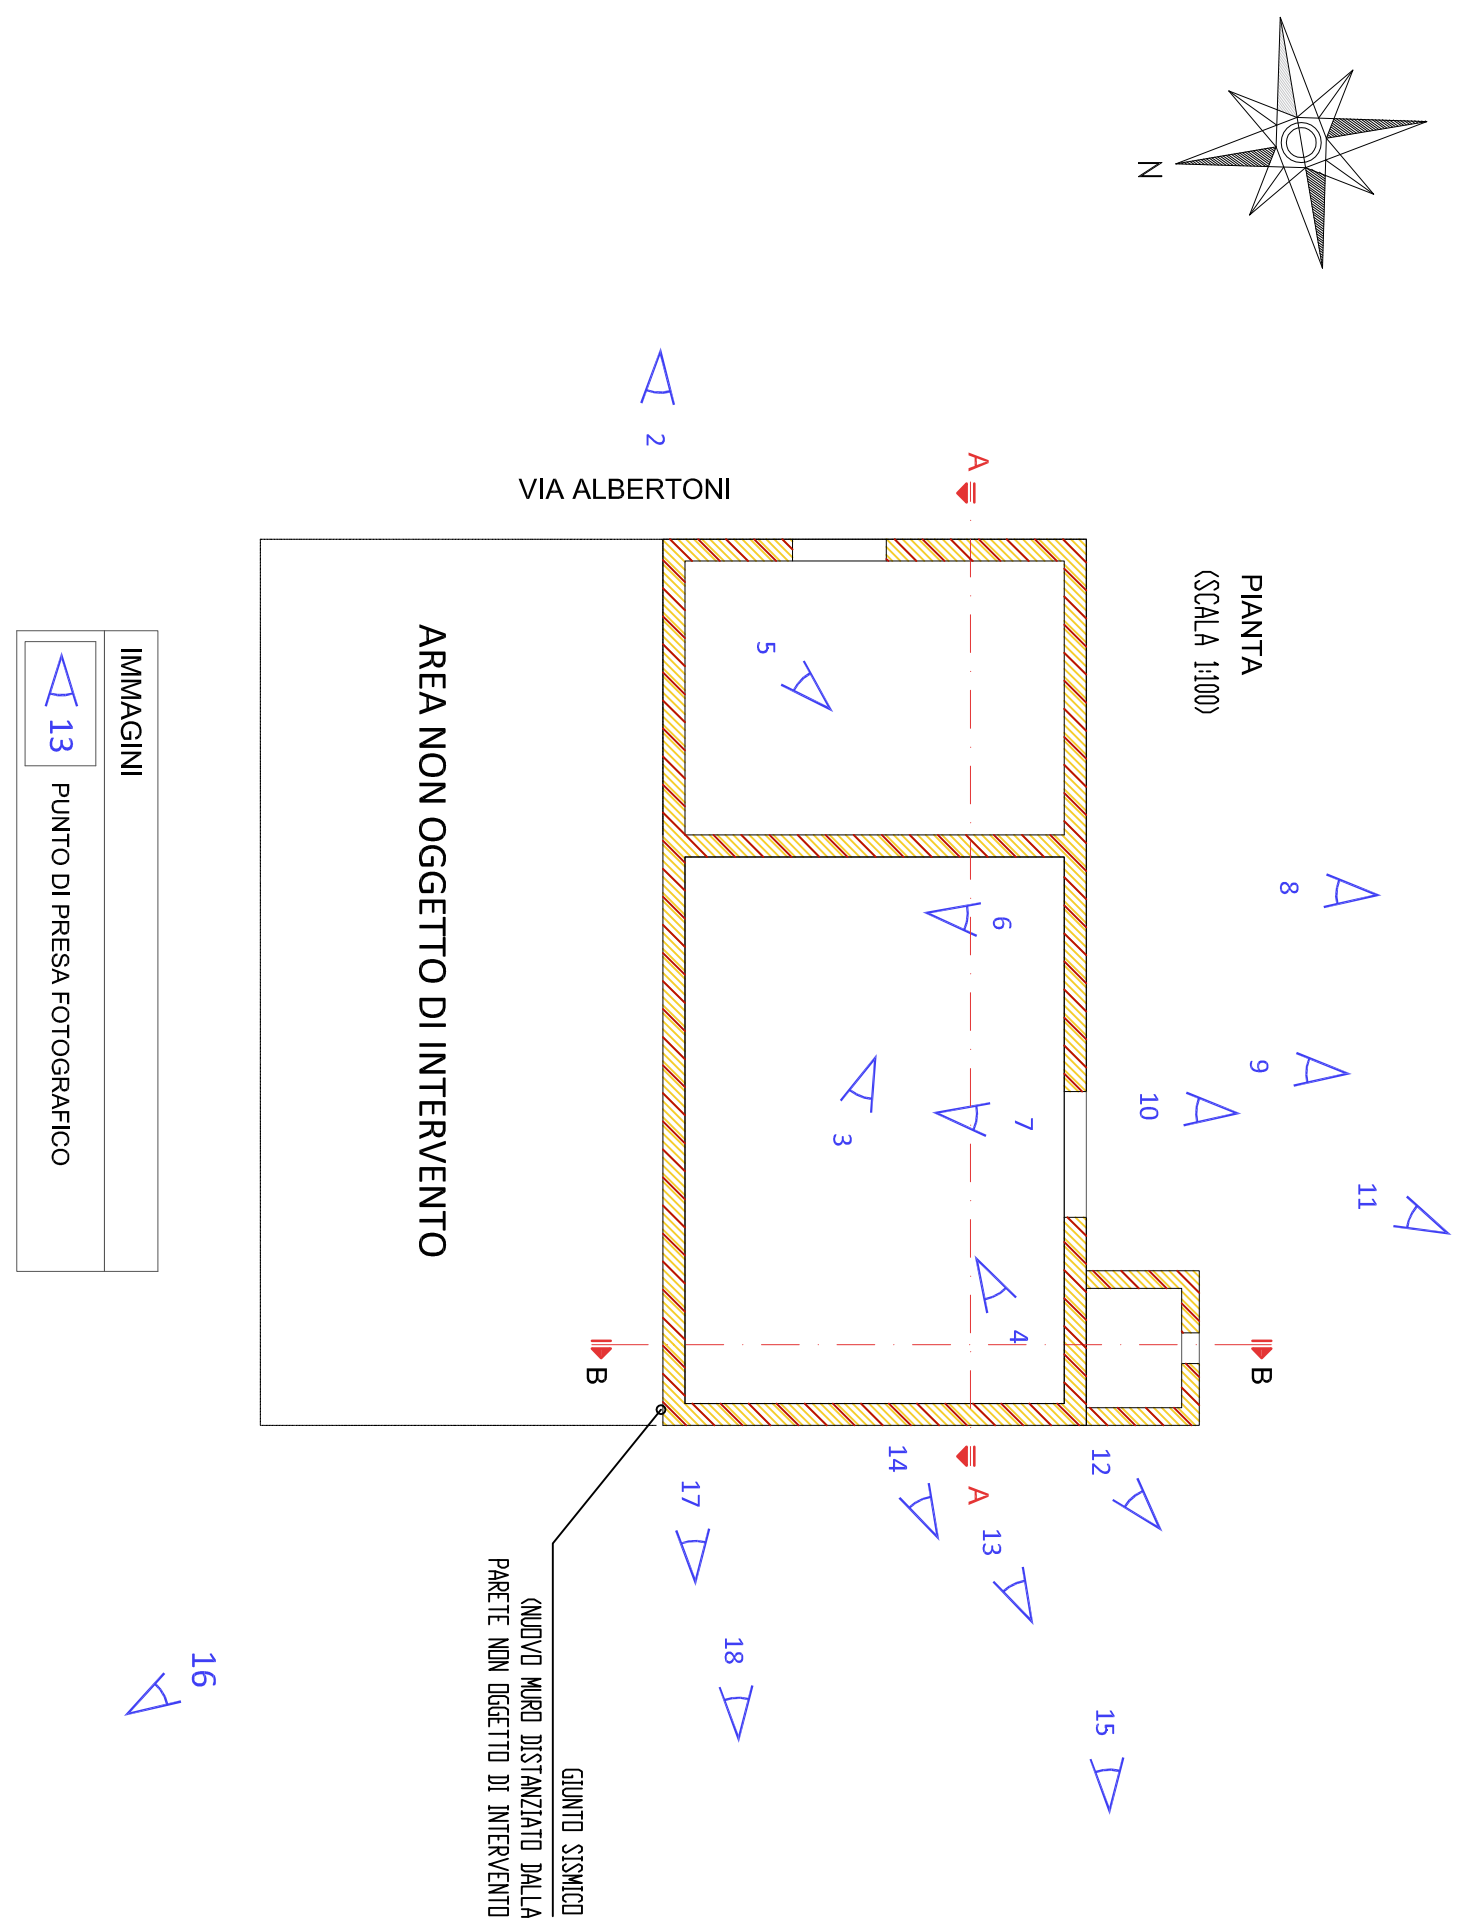 N
2
VIA ALBERTONI
A
PIANTA
(SCALA 1:100)
5
8
6
9
10
3
7
11
4
AREA NON OGGETTO DI INTERVENTO
IMMAGINI
13 PUNTO DI PRESA FOTOGRAFICO
B
B
A
14
12
17
13
18
15
16
GIUNTO SISMICO
(NUOVO MURO DISTANZIATO DALLA
PARETE NON OGGETTO DI INTERVENTO